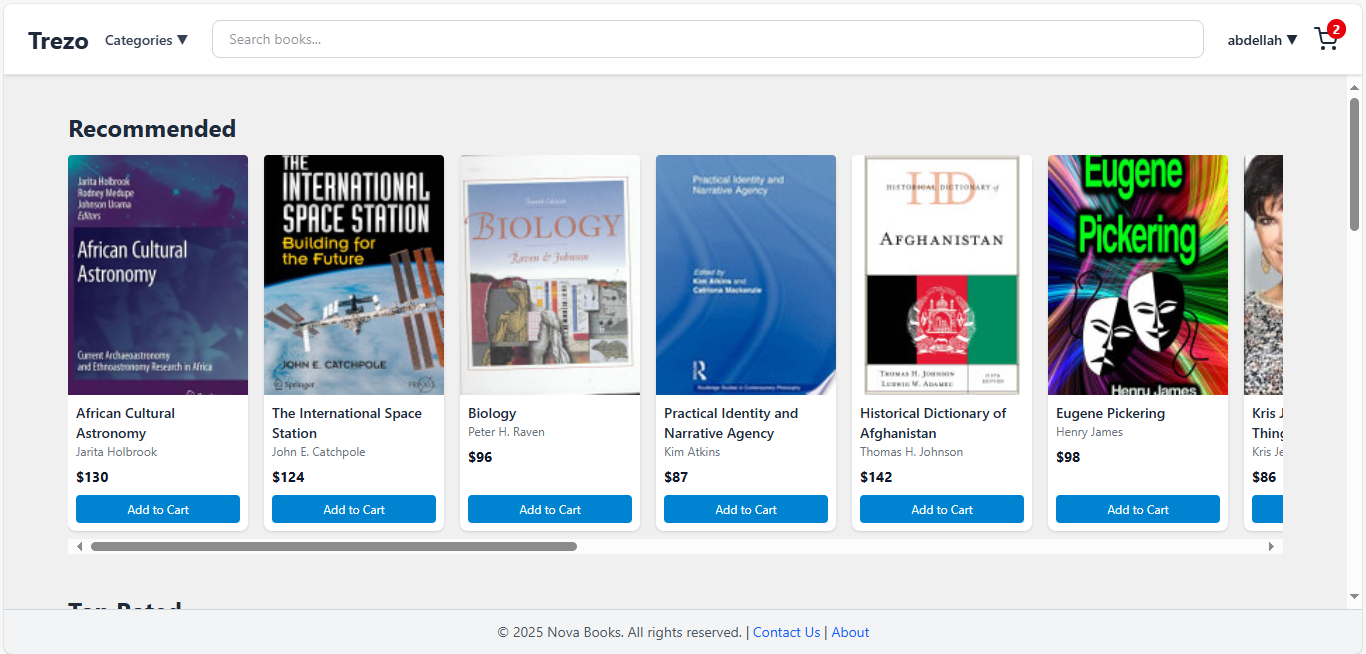 Trezo
Categories ▼
Search books...
abdellah ▼
2
Recommended
Jarita Holbrook
Rodney Medupe
Johnson Urama
Editors
African Cultural
Astronomy
Current Archaeoastronomy
and Ethnoastronomy Research in Africa
THE
INTERNATIONAL
SPACE STATION
Building for
the Future
JOHN E. CATCHPOLE
Springer
PRAXIS
Fourth Edition
BIOLOGY
Raven & Johnson
Practical Identity and
Narrative Agency
Edited by
Kim Atkins and
Catriona Mackenzie
R
Routledge Studies in Contemporary Philosophy
HISTORICAL DICTIONARY of
HD
AFGHANISTAN
THOMAS H. JOHNSON
LUDWIG W. ADAMEC
FIFTH
EDITION
Eugene
Pickering
Henry James
African Cultural
Astronomy
Jarita Holbrook
$130
Add to Cart
The International Space
Station
John E. Catchpole
$124
Add to Cart
Biology
Peter H. Raven
$96
Add to Cart
Practical Identity and
Narrative Agency
Kim Atkins
$87
Add to Cart
Historical Dictionary of
Afghanistan
Thomas H. Johnson
$142
Add to Cart
Eugene Pickering
Henry James
$98
Add to Cart
Kris
Kris
$86
Top Rated
© 2025 Nova Books. All rights reserved. | Contact Us | About